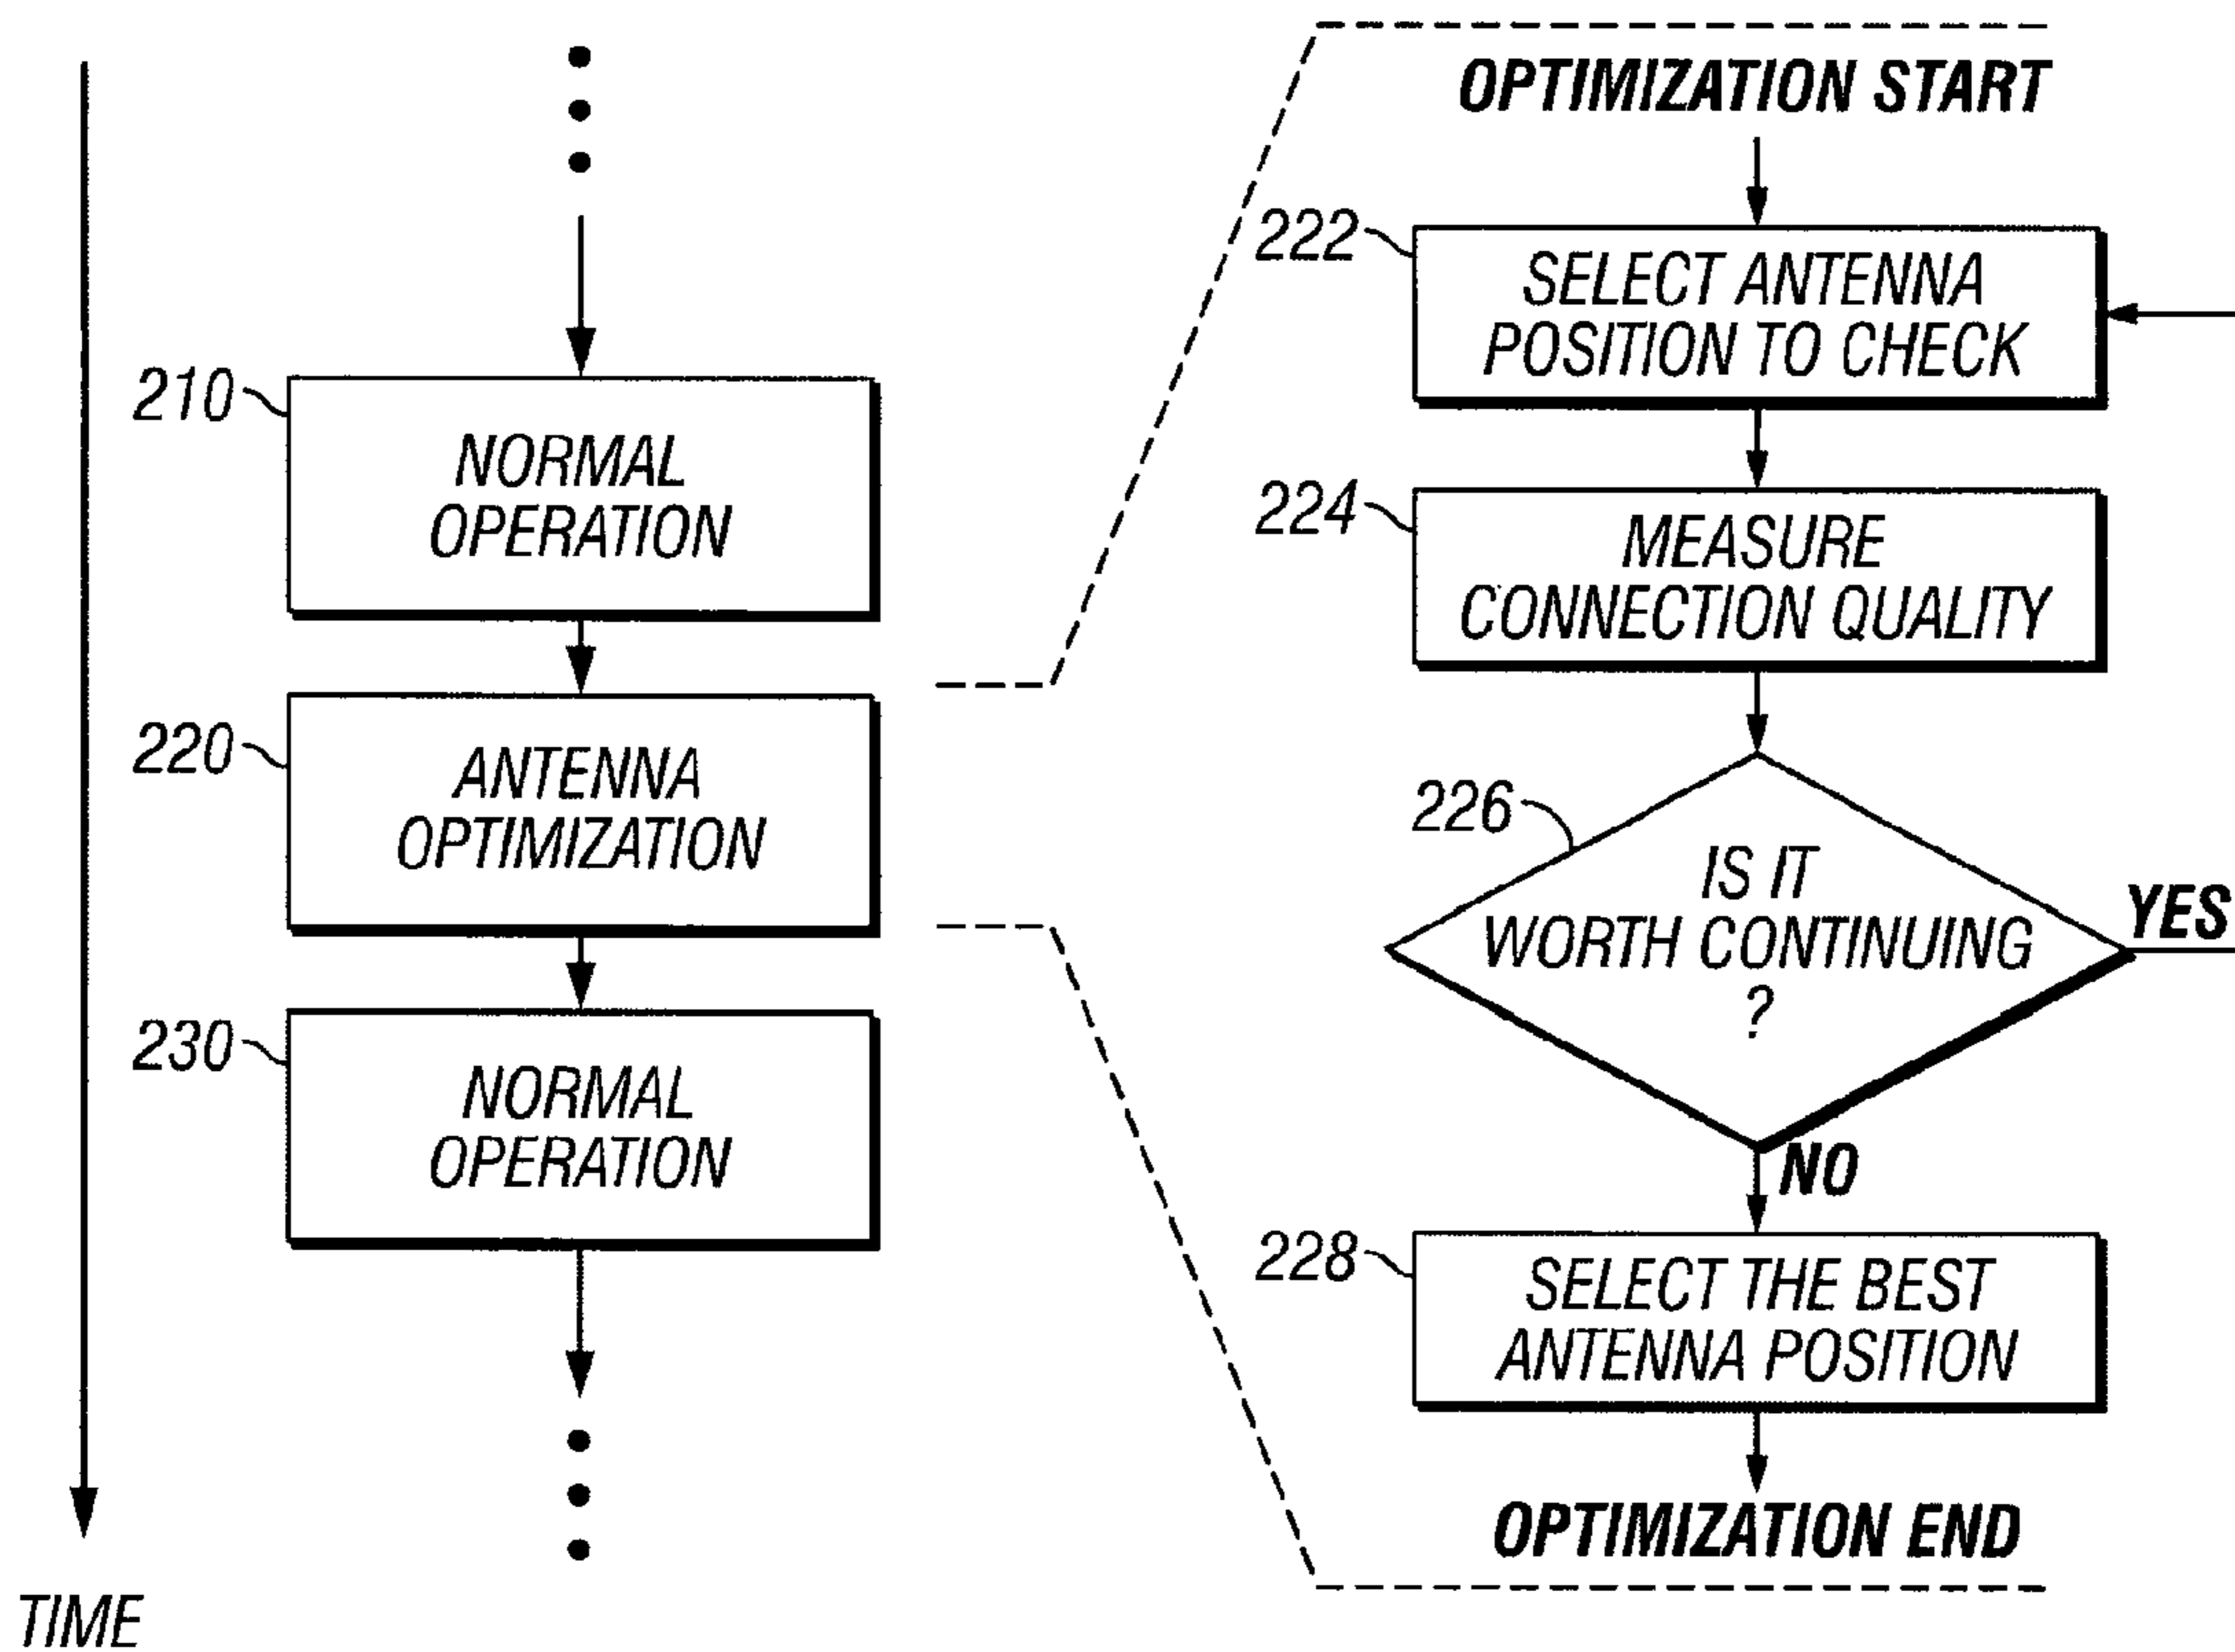 210
NORMAL
OPERATION
220
ANTENNA
OPTIMIZATION
230
NORMAL
OPERATION
TIME
OPTIMIZATION START
222
SELECT ANTENNA
POSITION TO CHECK
224
MEASURE
CONNECTION QUALITY
226
IS IT
WORTH CONTINUING
?
YES
NO
228
SELECT THE BEST
ANTENNA POSITION
OPTIMIZATION END